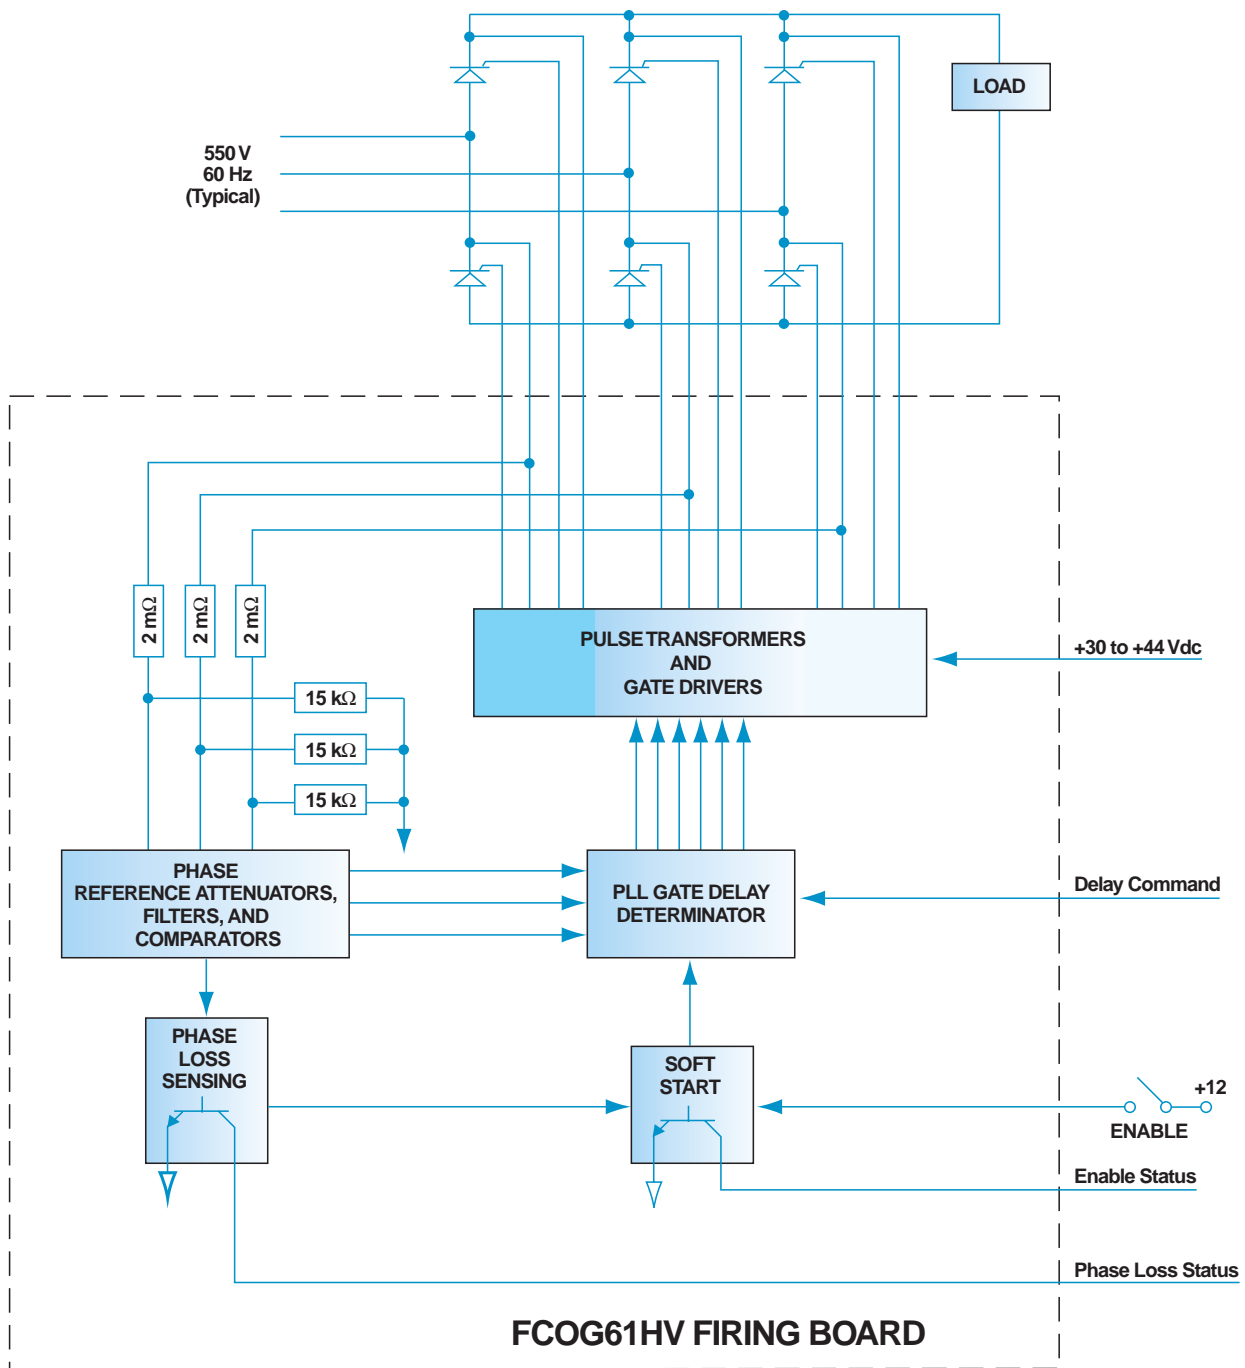 LOAD
550 V
60 Hz
(Typical)
2 mΩ
2 mΩ
2 mΩ
PULSE TRANSFORMERS
AND
GATE DRIVERS
+30 to +44 Vdc
15 kΩ
15 kΩ
15 kΩ
PHASE
REFERENCE ATTENUATORS,
FILTERS, AND
COMPARATORS
PLL GATE DELAY
DETERMINATOR
Delay Command
PHASE
LOSS
SENSING
SOFT
START
+12
ENABLE
Enable Status
Phase Loss Status
FCOG61HV FIRING BOARD